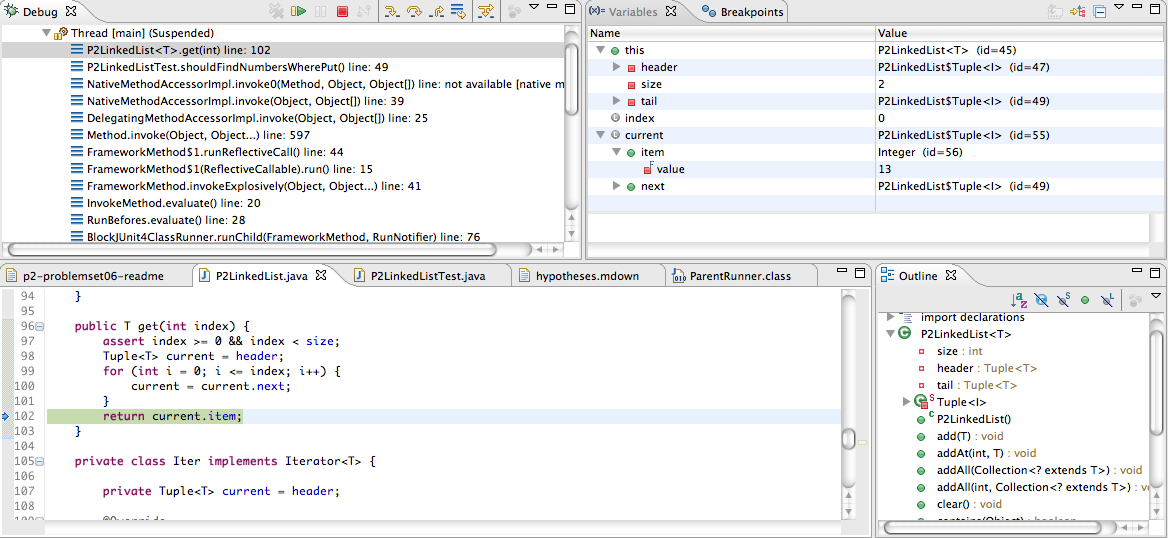 Debug
Thread [main] (Suspended)
P2LinkedList<T>.get(int) line: 102
P2LinkedListTest.shouldFindNumbersWherePut() line: 49
NativeMethodAccessorImpl.invoke0(Method, Object, Object[]) line: not available [native m
NativeMethodAccessorImpl.invoke(Object, Object[]) line: 39
DelegatingMethodAccessorImpl.invoke(Object, Object[]) line: 25
Method.invoke(Object, Object...) line: 597
FrameworkMethod$1.runReflectiveCall() line: 44
FrameworkMethod$1(ReflectiveCallable).run() line: 15
FrameworkMethod.invokeExplosively(Object, Object...) line: 41
InvokeMethod.evaluate() line: 20
RunBefores.evaluate() line: 28
BlockJUnit4ClassRunner.runChild(FrameworkMethod, RunNotifier) line: 76
(x)= Variables Breakpoints
Name Value
this P2LinkedList<T> (id=45)
header P2LinkedList$Tuple<I> (id=47)
size 2
tail P2LinkedList$Tuple<I> (id=49)
index 0
current P2LinkedList$Tuple<I> (id=55)
item Integer (id=56)
value 13
next P2LinkedList$Tuple<I> (id=49)
p2-problemset06-readme P2LinkedList.java P2LinkedListTest.java hypotheses.mdown ParentRunner.class
94 }
95
96 public T get(int index) {
97 assert index >= 0 && index < size;
98 Tuple<T> current = header;
99 for (int i = 0; i <= index; i++) {
100 current = current.next;
101 }
102 return current.item;
103 }
104
105 private class Iter implements Iterator<T> {
106
107 private Tuple<T> current = header;
108
109 @Override
Outline
import declarations
P2LinkedList<T>
size : int
header : Tuple<T>
tail : Tuple<T>
Tuple<I>
P2LinkedList()
add(T) : void
addAt(int, T) : void
addAll(Collection<? extends T>) : void
addAll(int, Collection<? extends T>) : v
clear() : void
contains(Object) : boolean